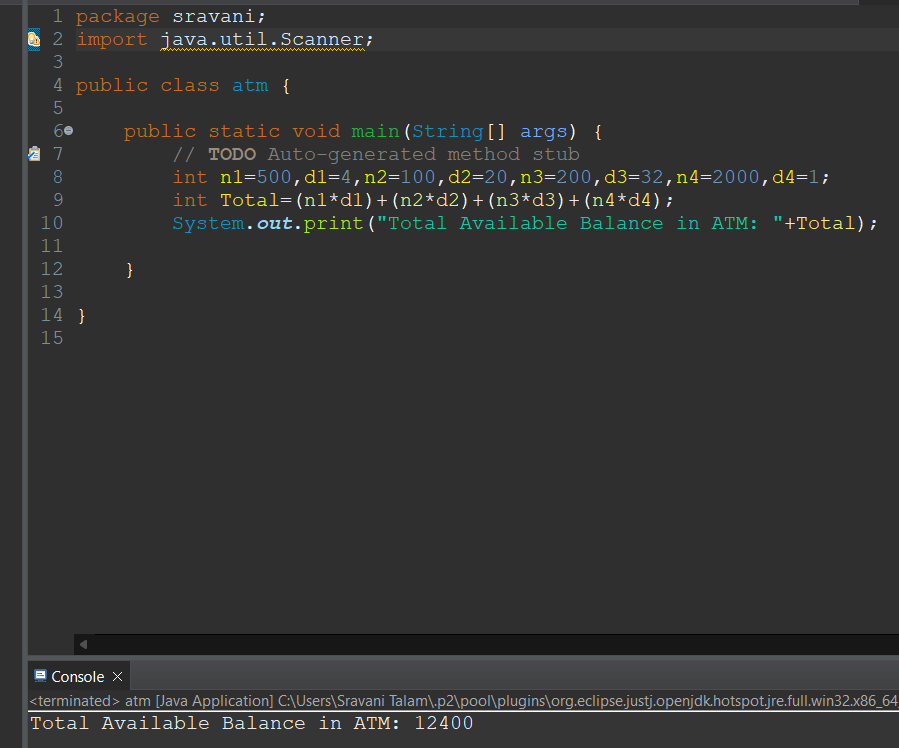 1 package sravani;
2 import java.util.Scanner;
3
4 public class atm {
5
6 public static void main(String[] args) {
7 // TODO Auto-generated method stub
8 int n1=500,d1=4,n2=100,d2=20,n3=200,d3=32,n4=2000,d4=1;
9 int Total=(n1*d1)+(n2*d2)+(n3*d3)+(n4*d4);
10 System.out.print("Total Available Balance in ATM: "+Total);
11
12 }
13
14 }
15
Console
<terminated> atm [Java Application] C:\Users\Sravani Talam\.p2\pool\plugins\org.eclipse.justj.openjdk.hotspot.jre.full.win32.x86_64
Total Available Balance in ATM: 12400